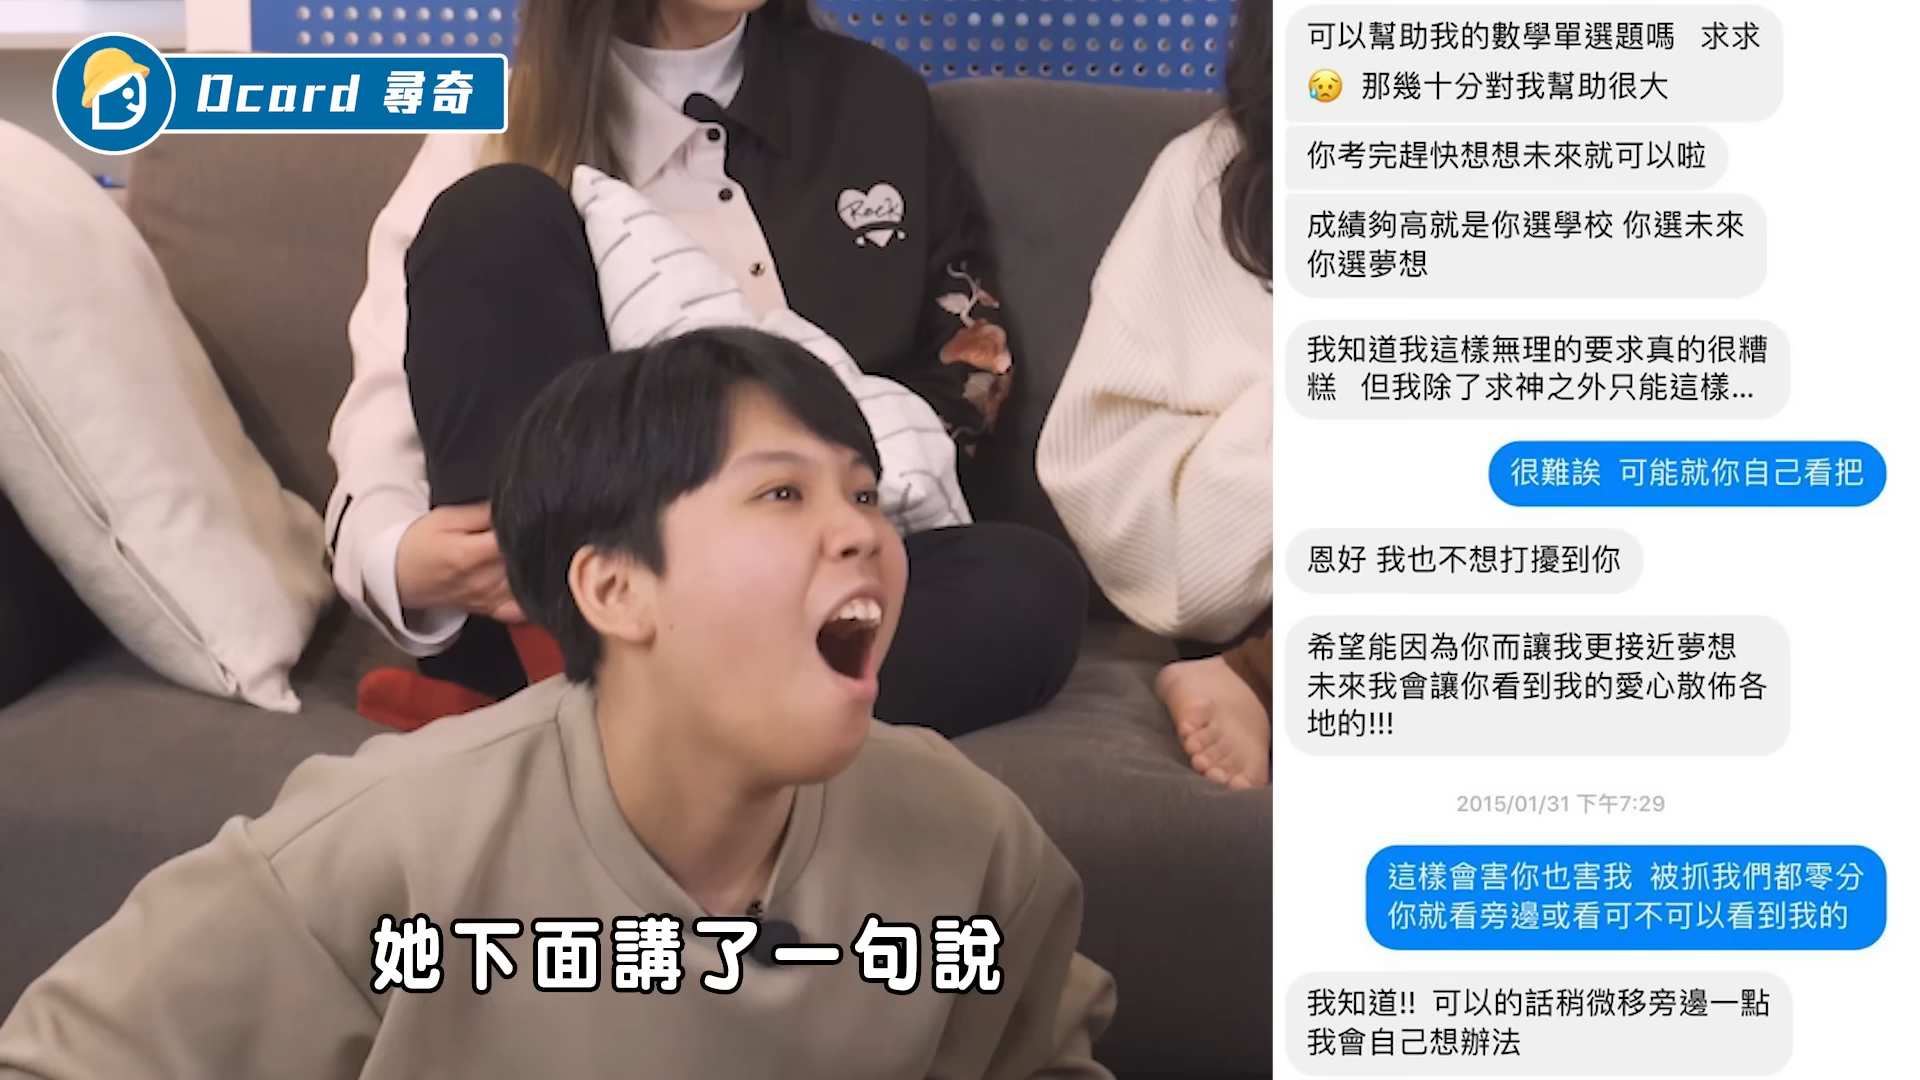 Dcard 尋奇
Rock
她下面講了一句說
可以幫助我的數學單選題嗎 求求
😥 那幾十分對我幫助很大
你考完趕快想想未來就可以啦
成績夠高就是你選學校 你選未來
你選夢想
我知道我這樣無理的要求真的很糟
糕 但我除了求神之外只能這樣...
很難誒 可能就你自己看把
恩好 我也不想打擾到你
希望能因為你而讓我更接近夢想
未來我會讓你看到我的愛心散佈各
地的!!!
2015/01/31 下午7:29
這樣會害你也害我 被抓我們都零分
你就看旁邊或看可不可以看到我的
我知道!! 可以的話稍微移旁邊一點
我會自己想辦法